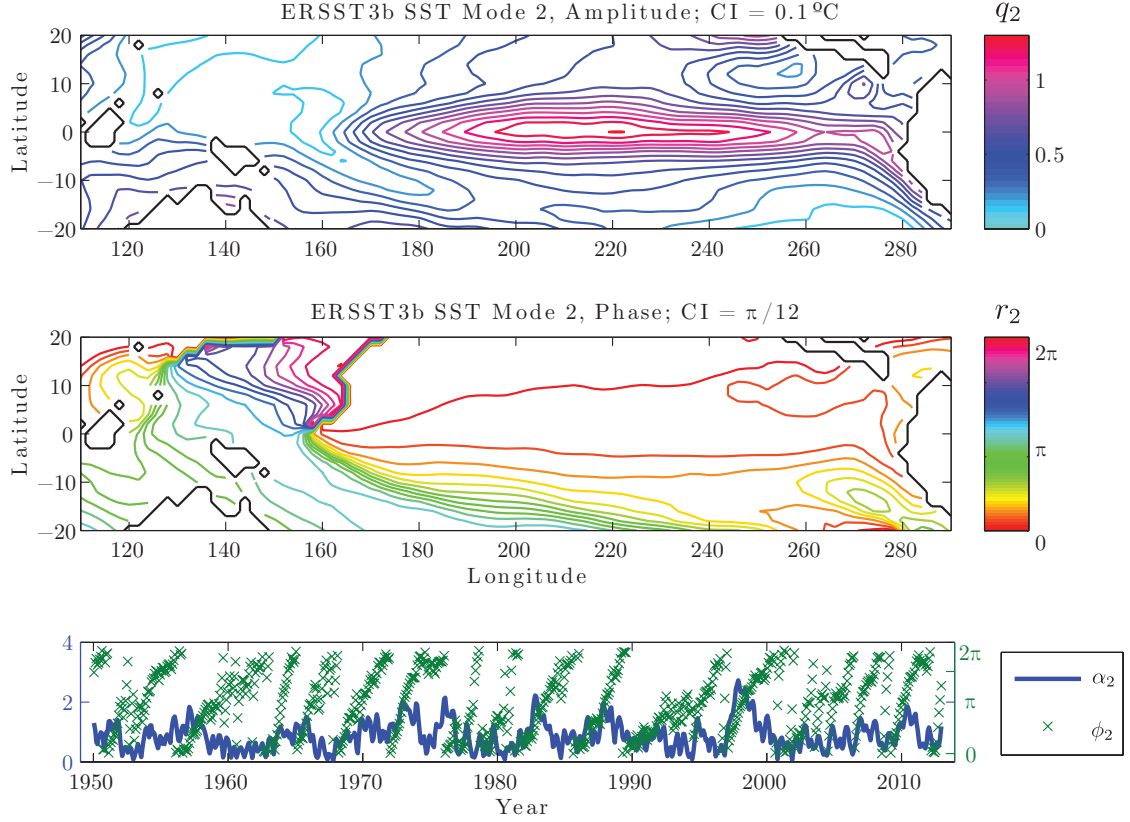 ERSST3b SST Mode 2, Amplitude; CI = 0.1ºC
q2
20
10
0
−10
−20
Latitude
120 140 160 180 200 220 240 260 280
1
0.5
0
ERSST3b SST Mode 2, Phase; CI = π/12
r2
20
10
0
−10
−20
Latitude
120 140 160 180 200 220 240 260 280
Longitude
2π
π
0
4
2
0
2π
π
0
1950 1960 1970 1980 1990 2000 2010
Year
α2
ϕ2